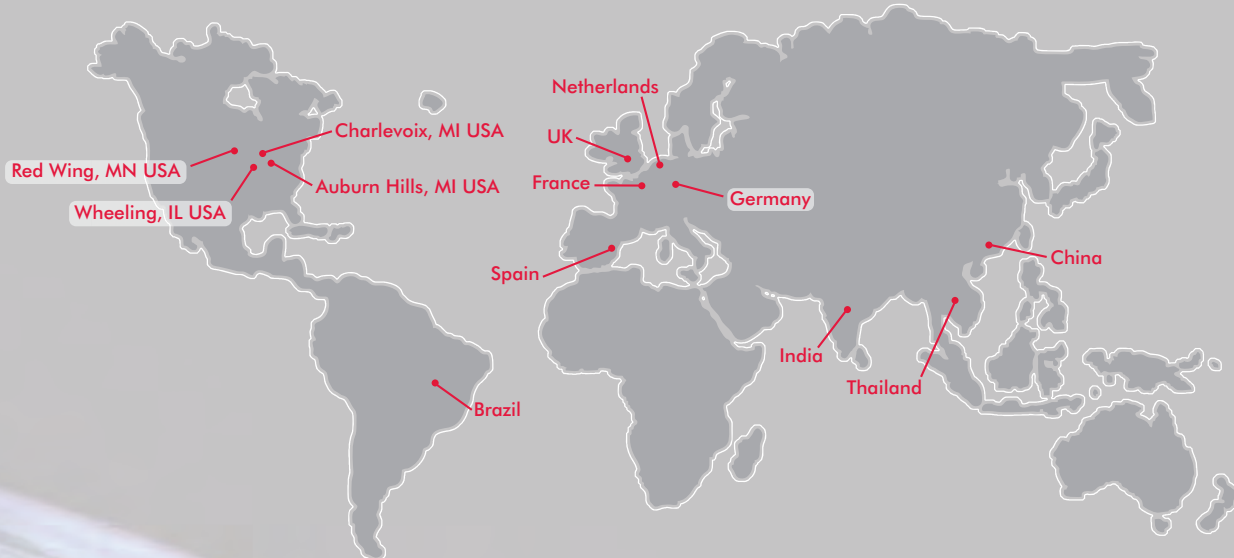 Netherlands
Charlevoix, MI USA
UK
Red Wing, MN USA
Auburn Hills, MI USA
France
Germany
Wheeling, IL USA
China
Spain
India
Thailand
Brazil